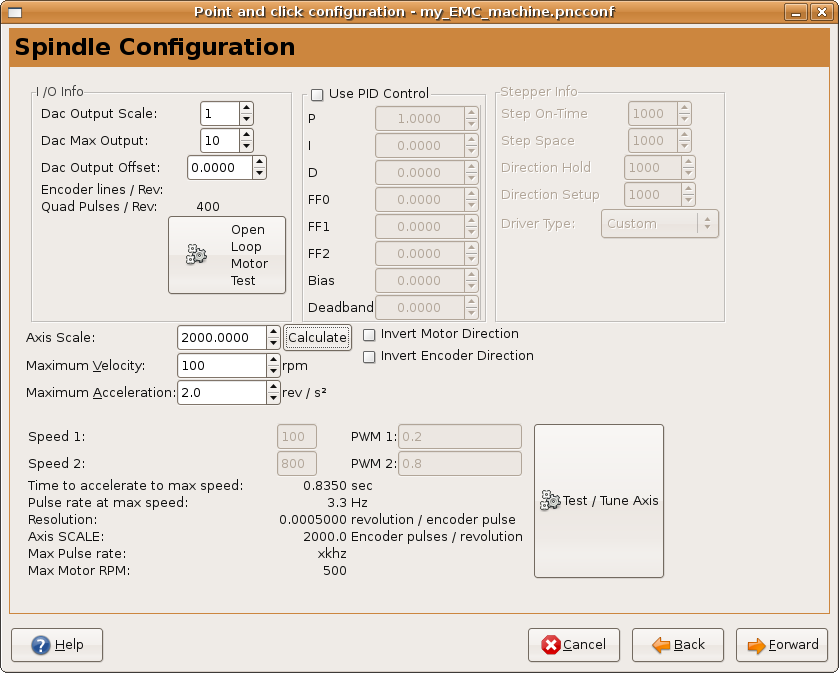 Point and click configuration - my_EMC_machine.pncconf
Spindle Configuration
I /O Info
Dac Output Scale: 1
Dac Max Output: 10
Dac Output Offset: 0.0000
Encoder lines / Rev:
Quad Pulses / Rev: 400
Open
Loop
Motor
Test
Use PID Control
P 1.0000
I 0.0000
D 0.0000
FF0 0.0000
FF1 0.0000
FF2 0.0000
Bias 0.0000
Deadband 0.0000
Stepper Info
Step On-Time 1000
Step Space 1000
Direction Hold 1000
Direction Setup 1000
Driver Type: Custom
Axis Scale: 2000.0000 Calculate
Invert Motor Direction
Invert Encoder Direction
Maximum Velocity: 100 rpm
Maximum Acceleration: 2.0 rev / s²
Speed 1: 100 PWM 1: 0.2
Speed 2: 800 PWM 2: 0.8
Time to accelerate to max speed: 0.8350 sec
Pulse rate at max speed: 3.3 Hz
Resolution: 0.0005000 revolution / encoder pulse
Axis SCALE: 2000.0 Encoder pulses / revolution
Max Pulse rate: xkhz
Max Motor RPM: 500
Test / Tune Axis
Help Cancel Back Forward